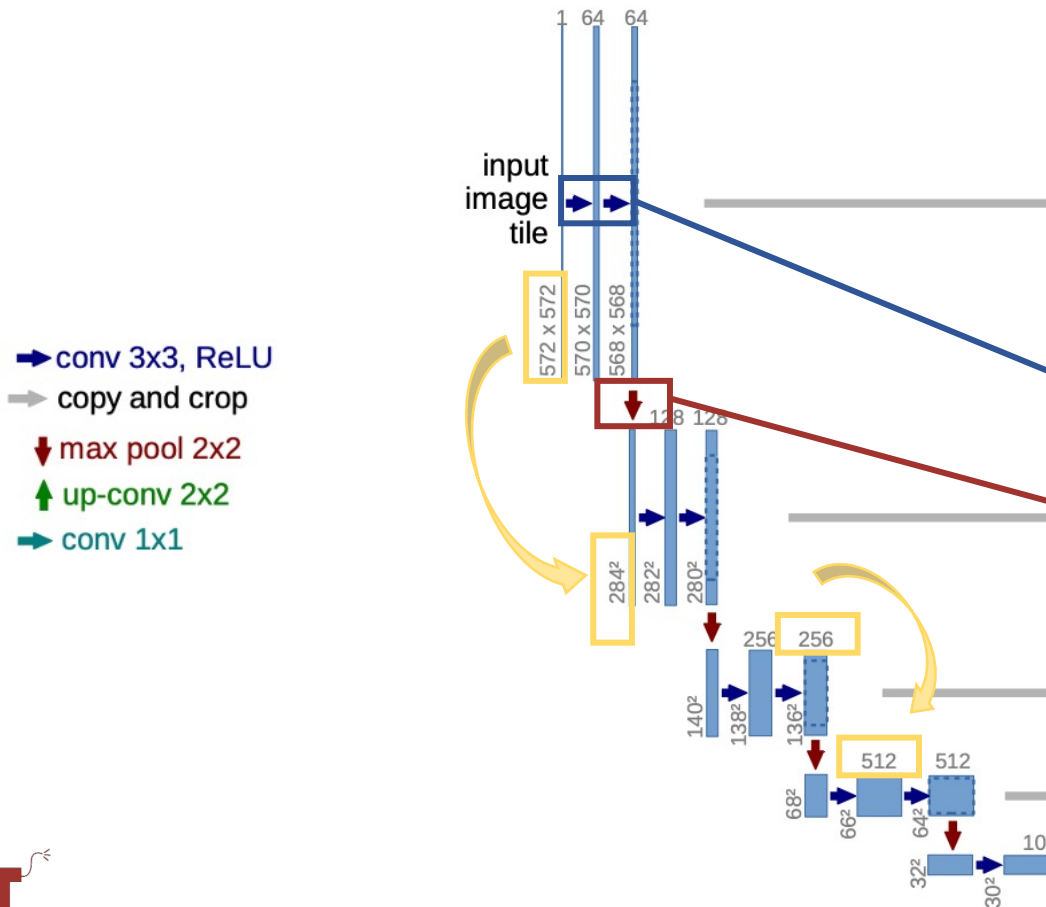 1 64 64
input
image
tile
572 x 572
570 x 570
568 x 568
conv 3x3, ReLU
copy and crop
max pool 2x2
up-conv 2x2
conv 1x1
128 128
284²
282²
280²
256 256
140²
138²
136²
512 512
68²
66²
64²
10
32²
30²